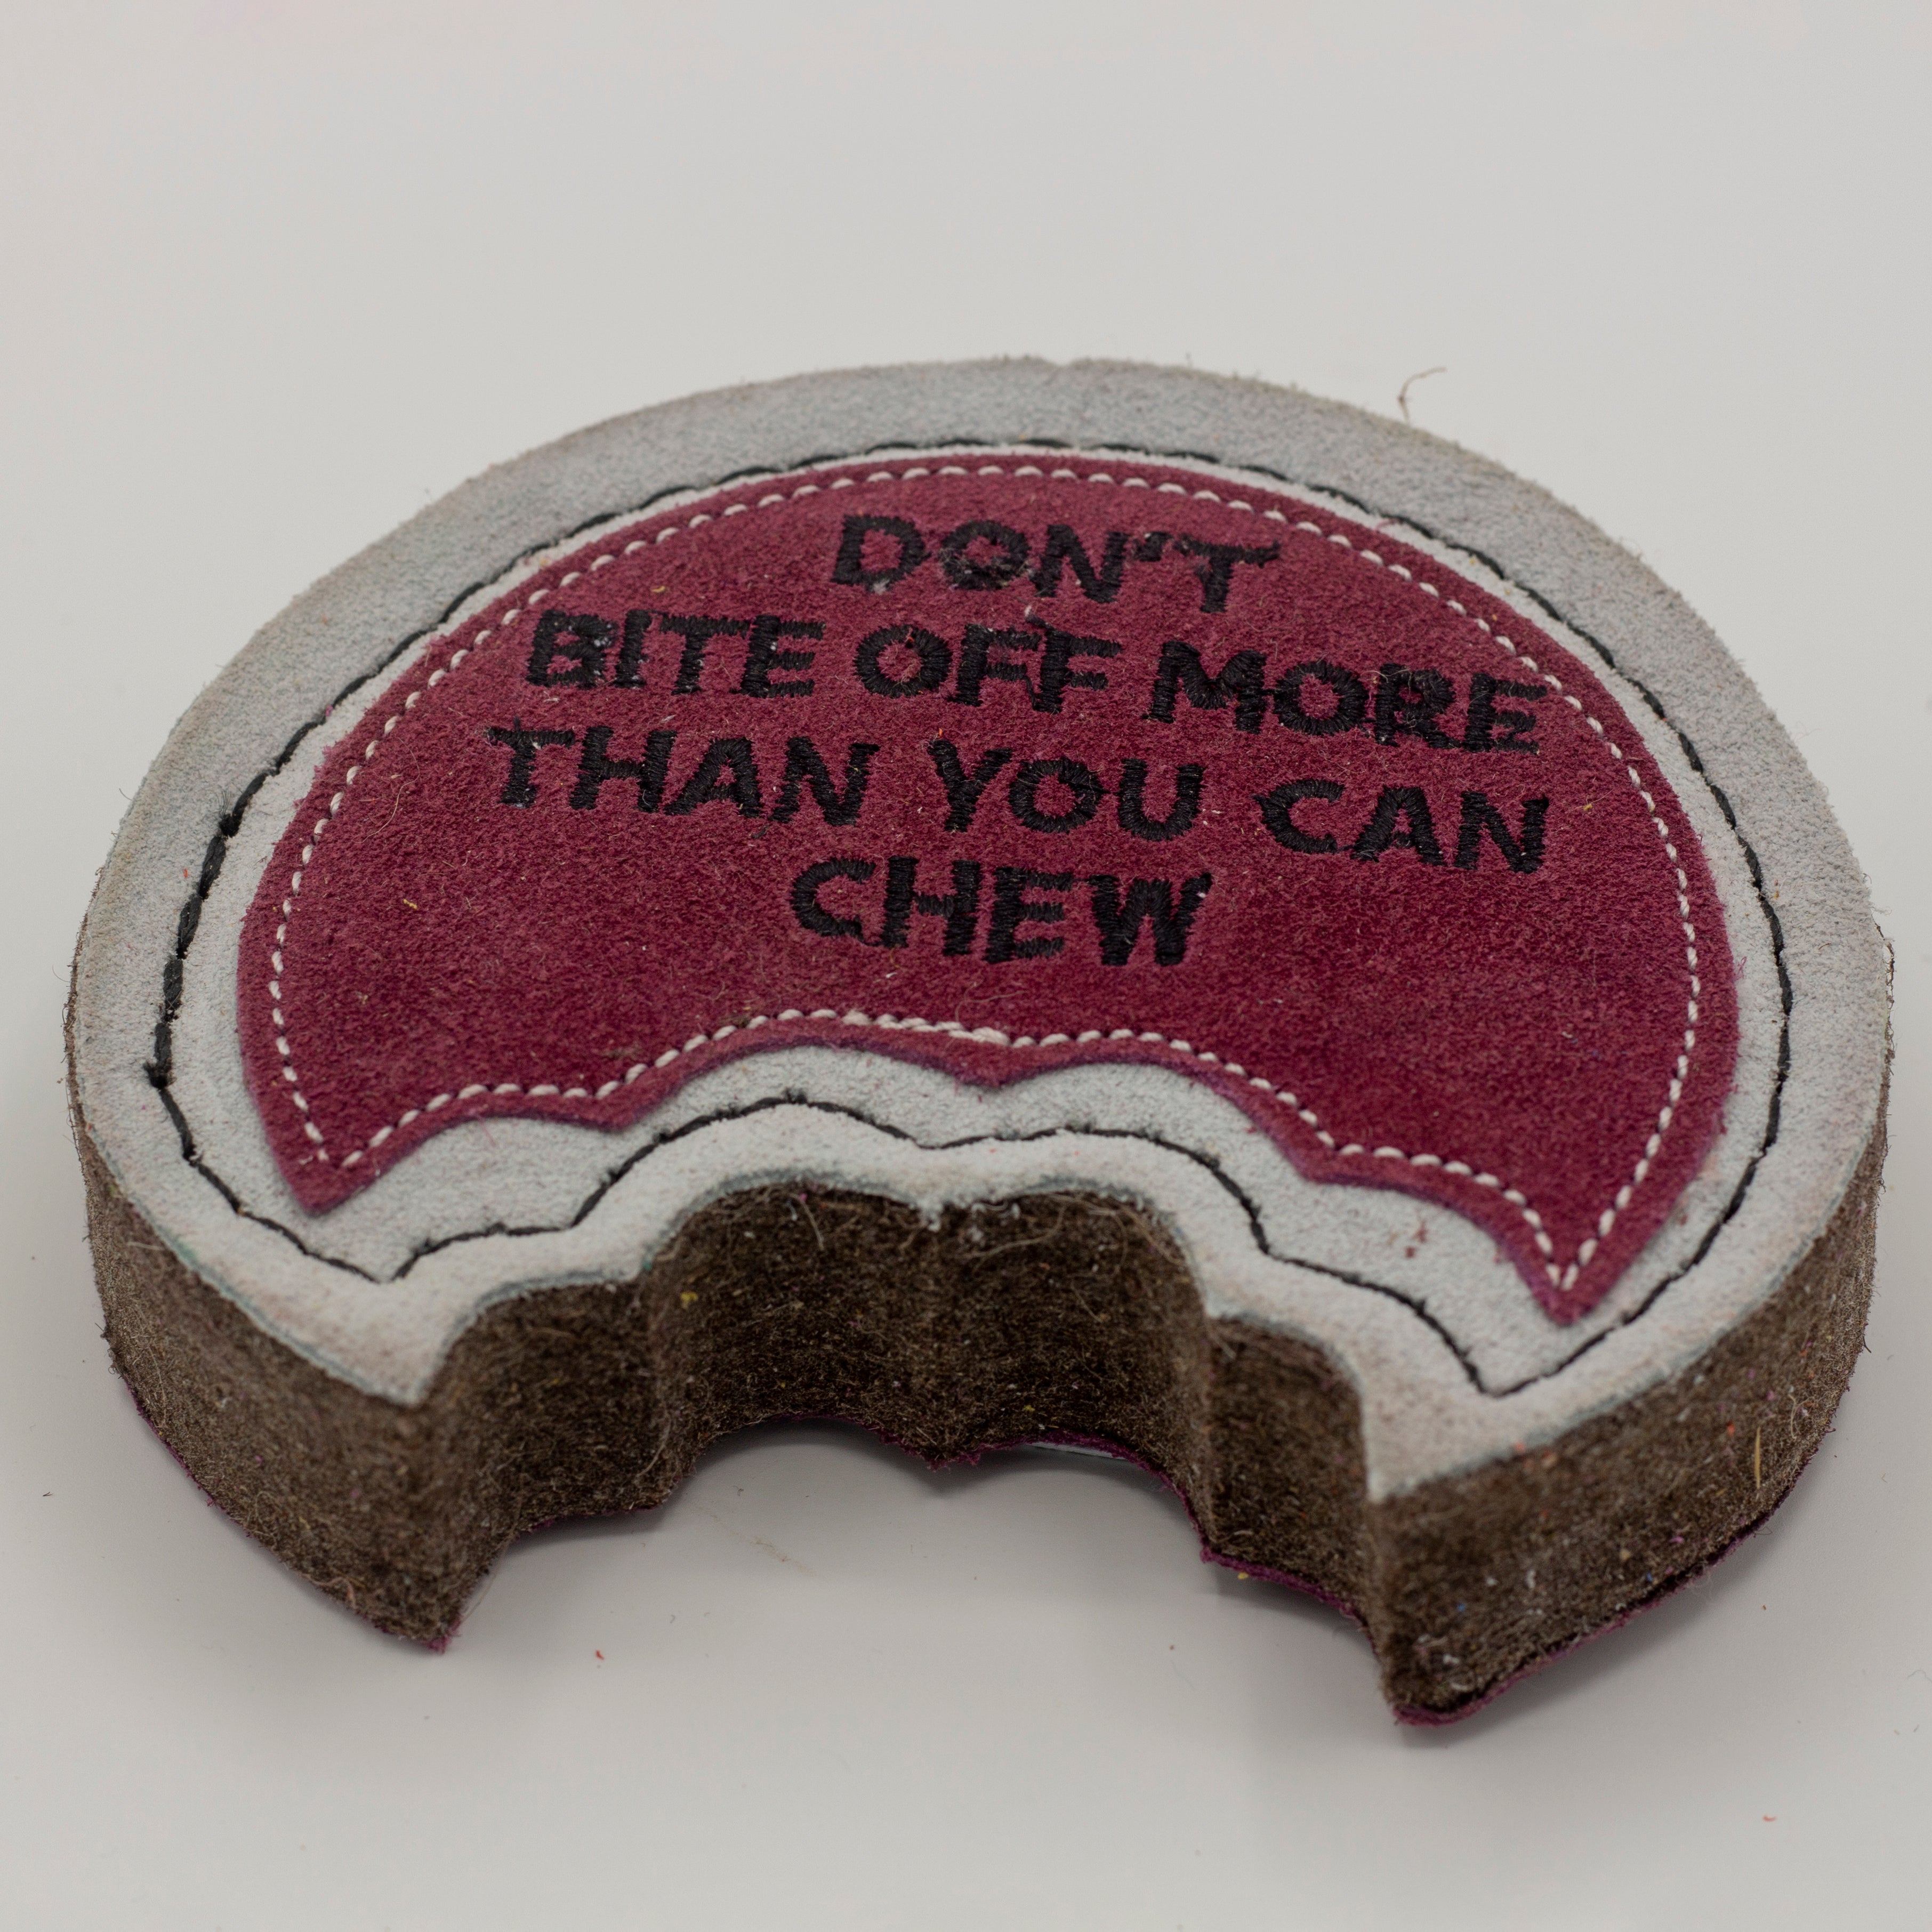 DON'T
BITE OFF MORE
THAN YOU CAN
CHEW